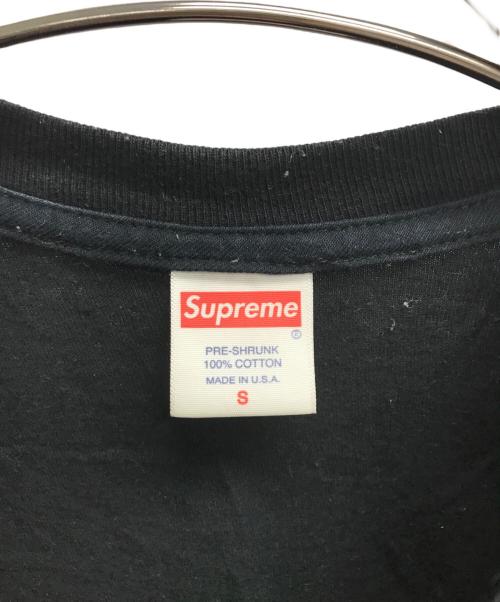 Supreme
®
PRE-SHRUNK
100% COTTON
MADE IN U.S.A.
S